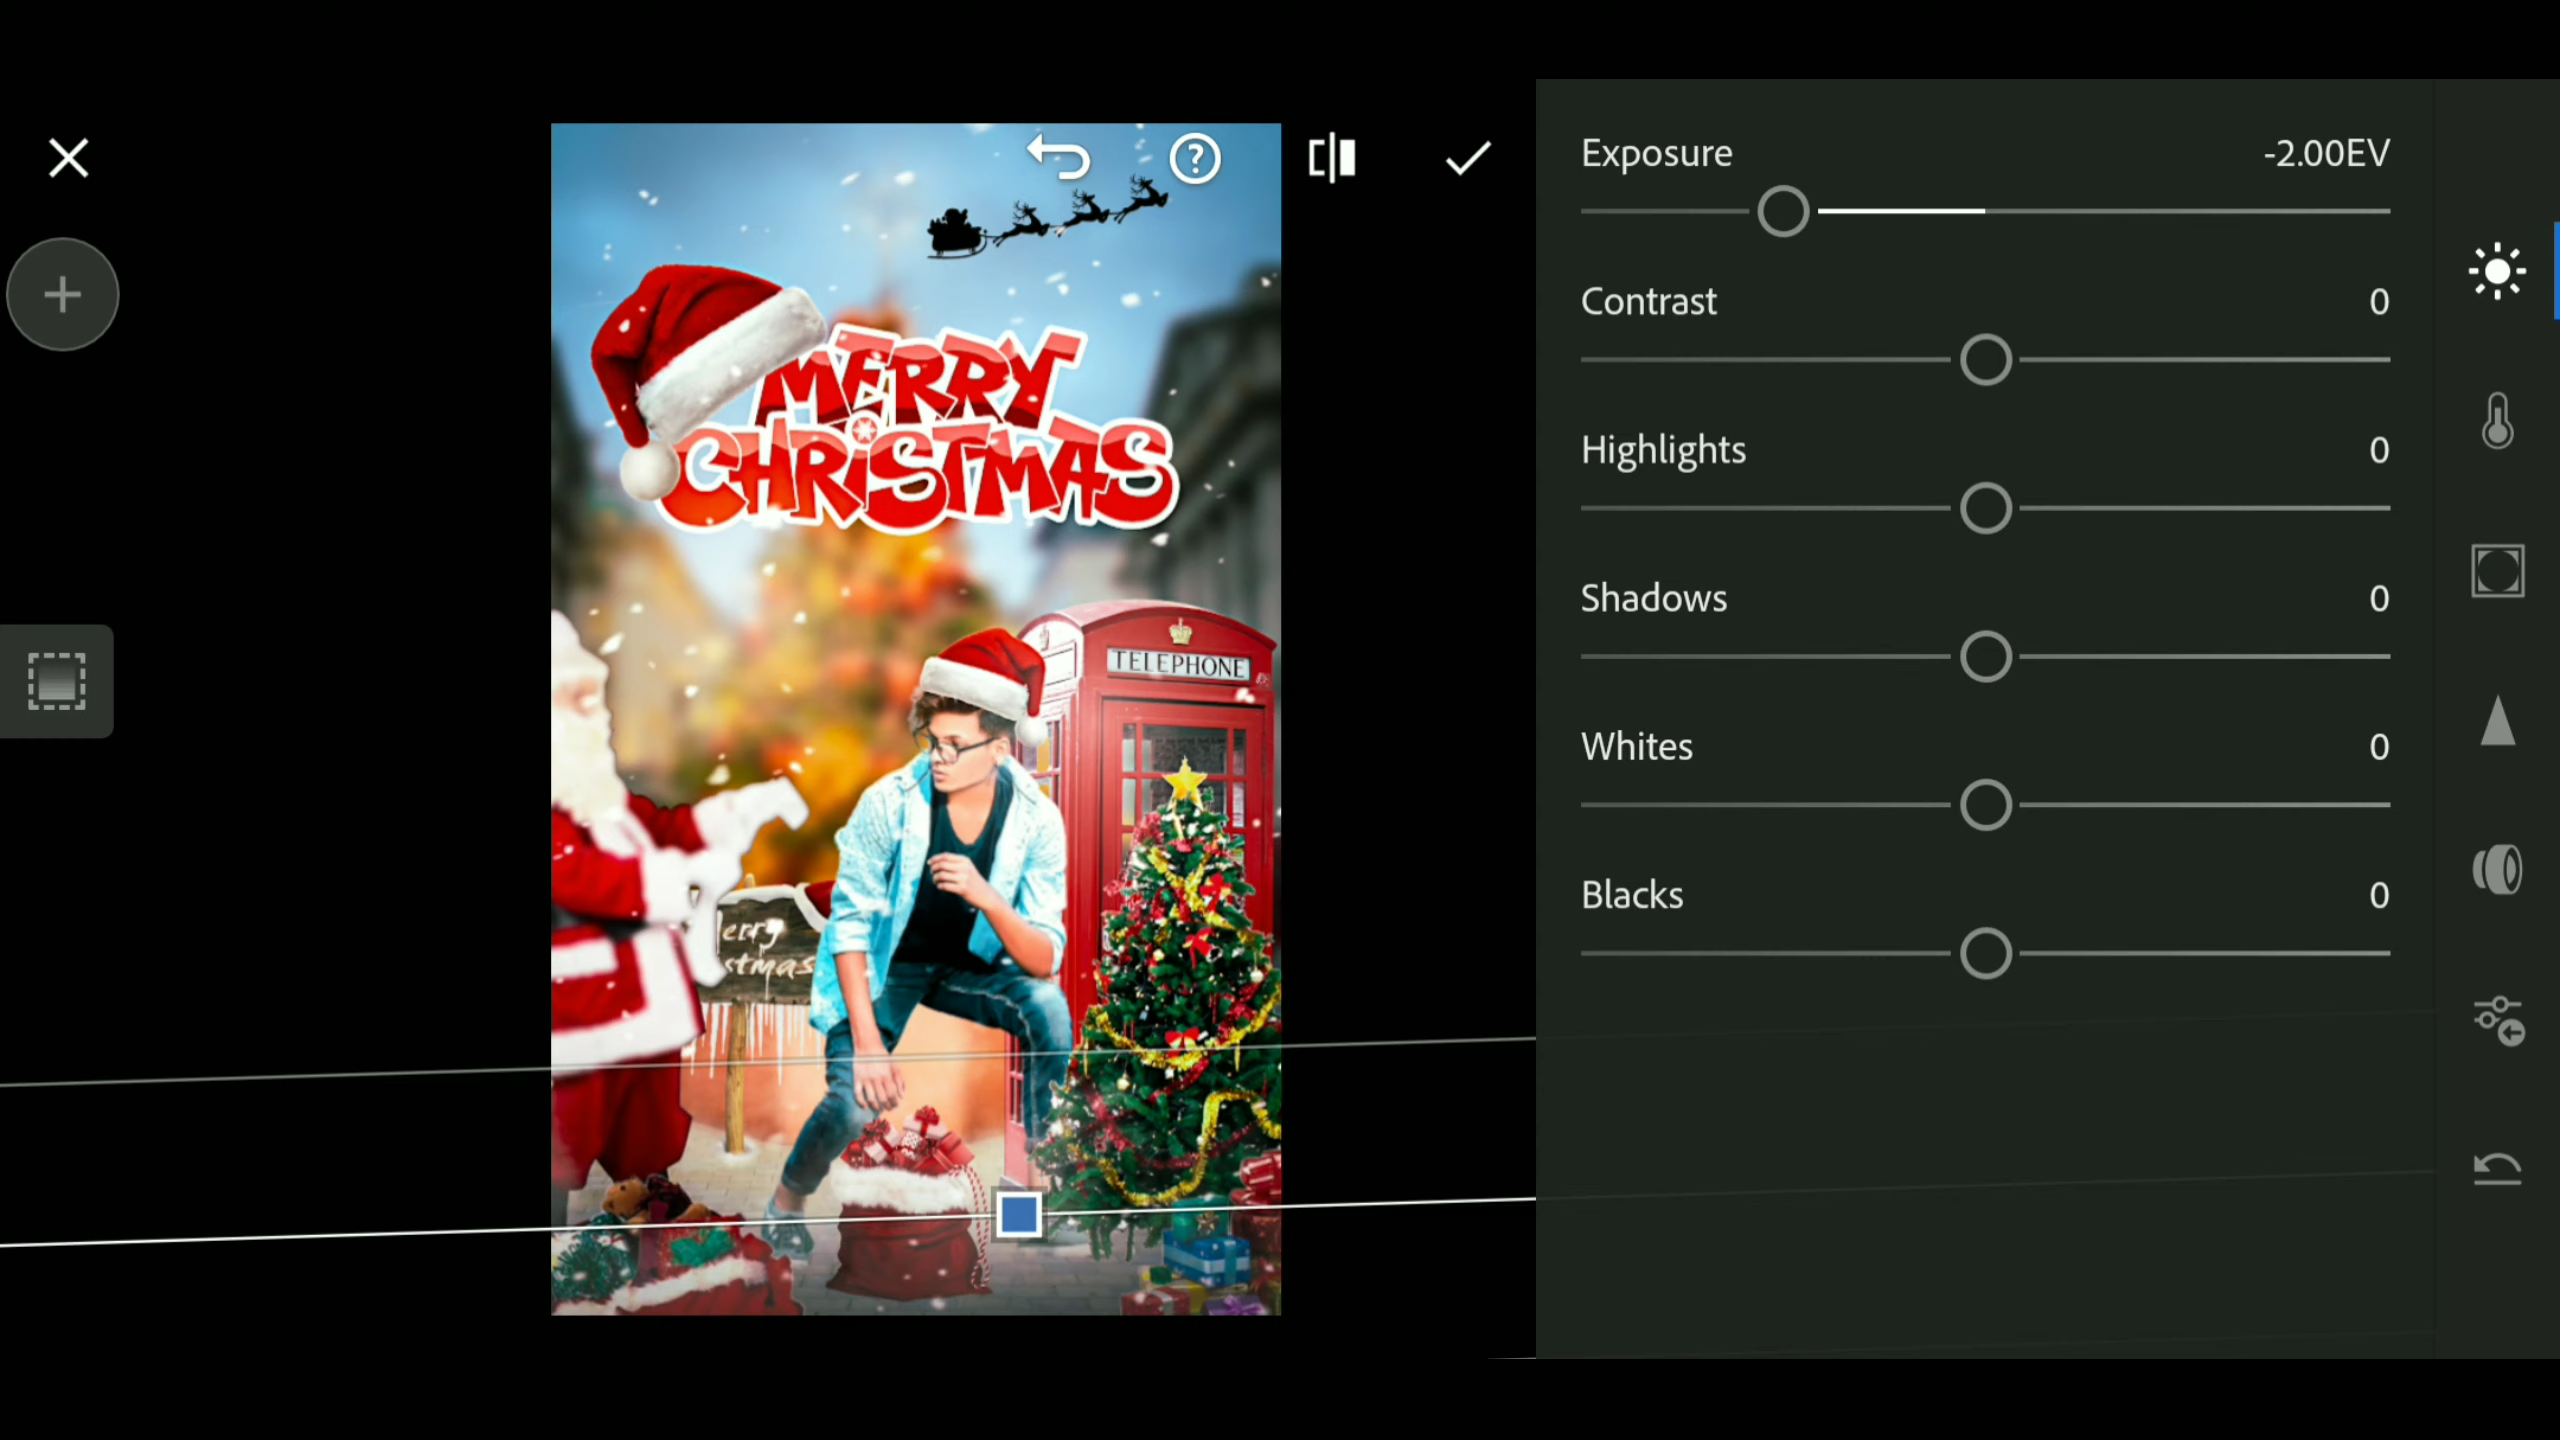 Exposure -2.00EV
Contrast 0
Highlights 0
Shadows 0
Whites 0
Blacks 0
MERRY
CHRISTMAS
TELEPHONE
erry
stmas